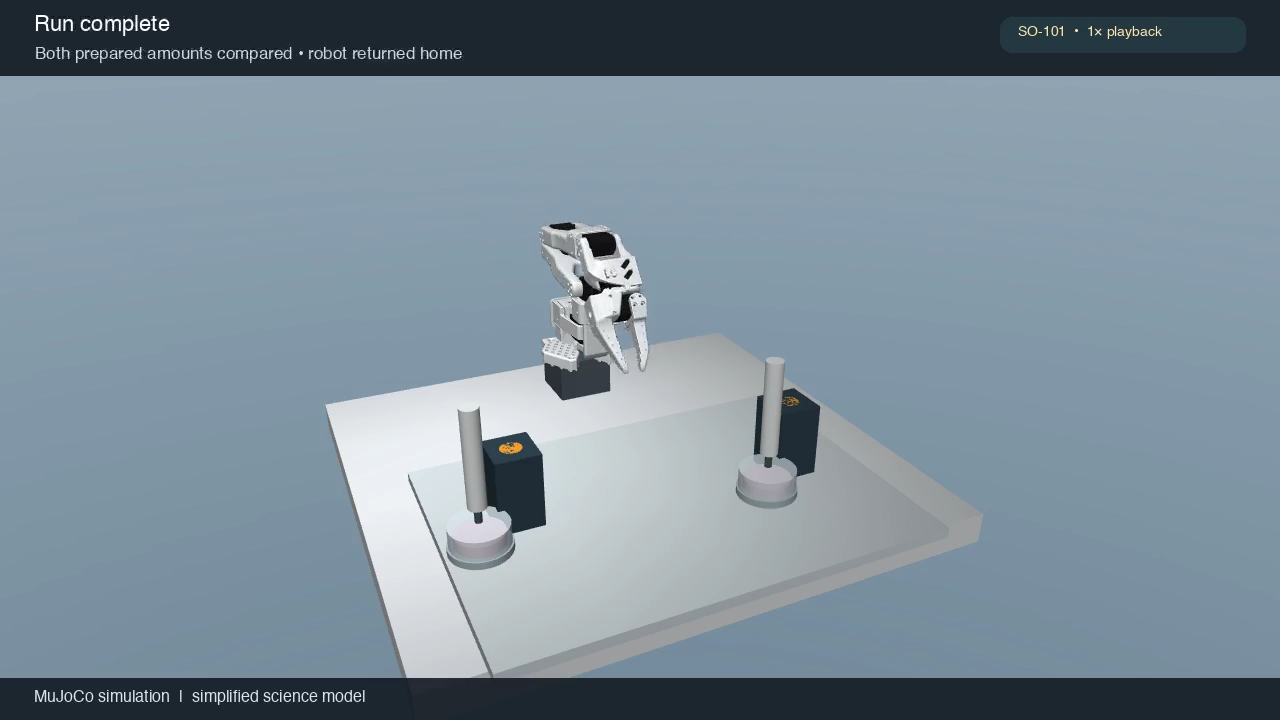 Run complete
Both prepared amounts compared • robot returned home
SO-101 • 1× playback
MuJoCo simulation | simplified science model